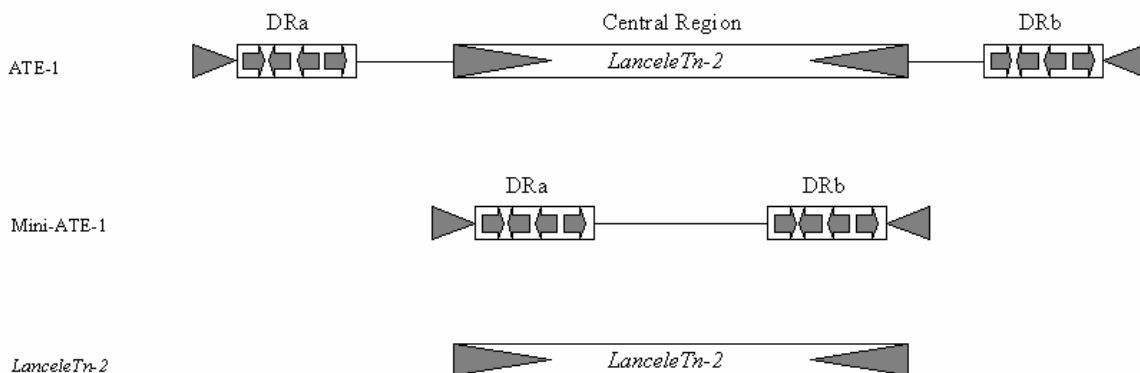 DRa Central Region DRb
ATE-1 LanceleTn-2
DRa DRb
Mini-ATE-1
LanceleTn-2 LanceleTn-2